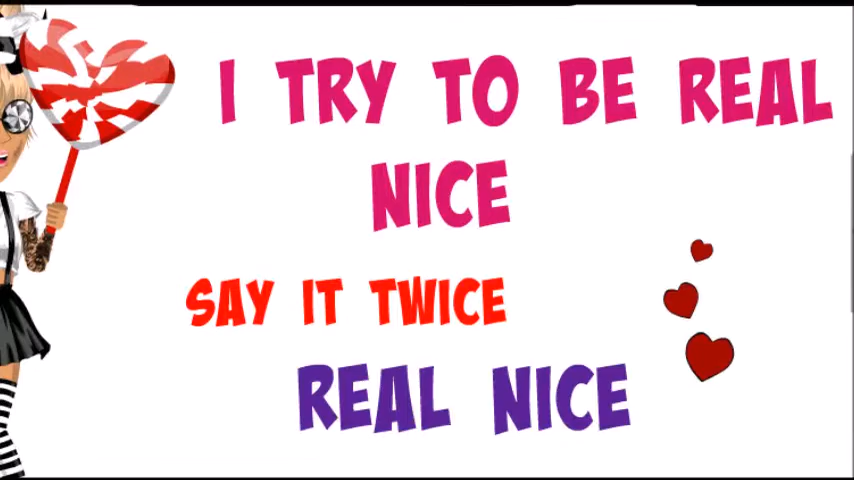 I TRY TO BE REAL
NICE
SAY IT TWICE
REAL NICE